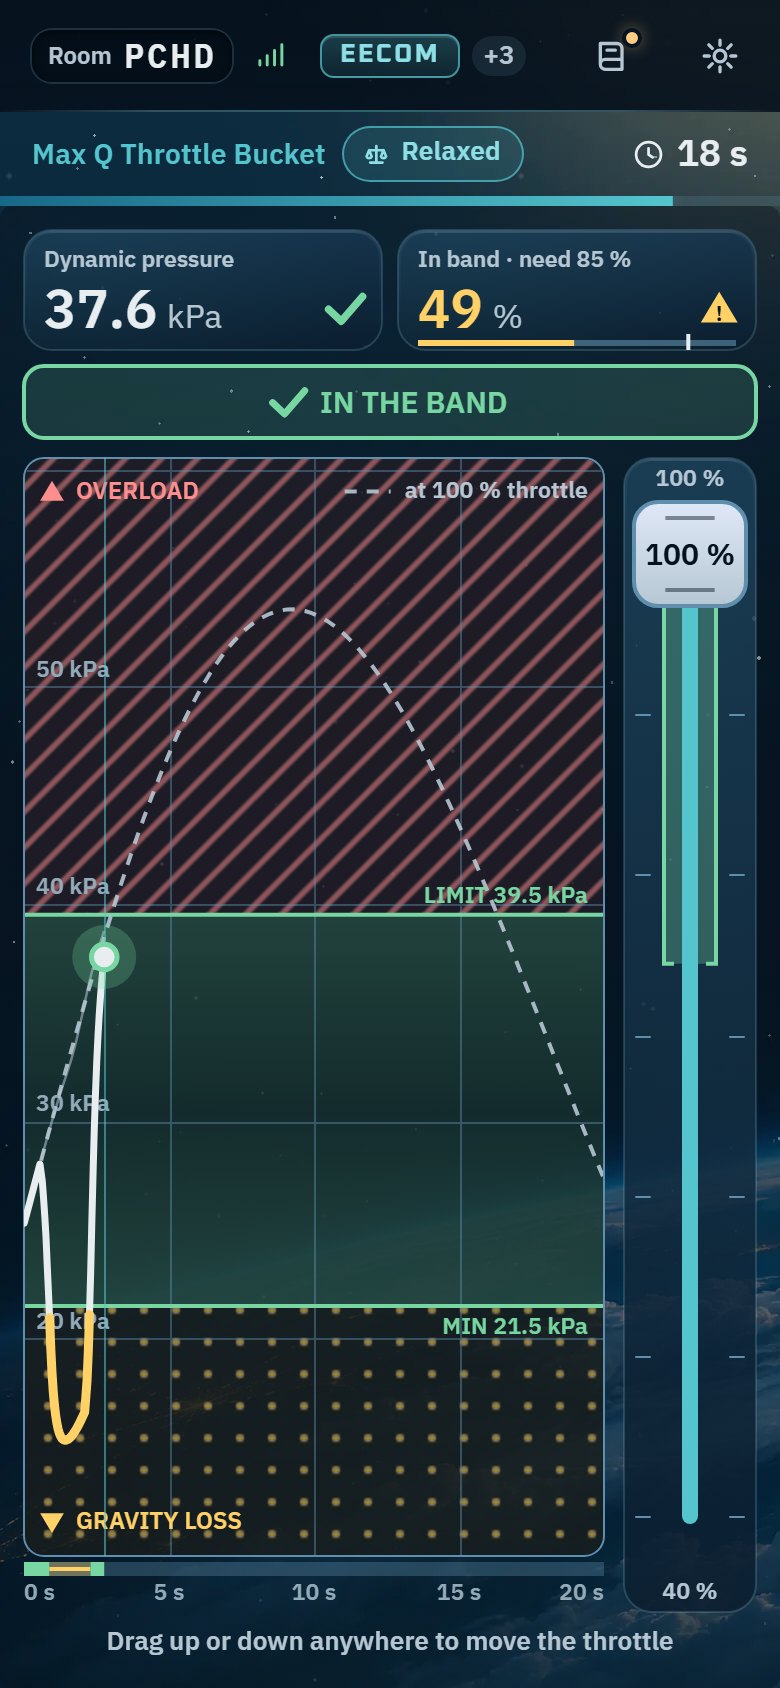 Room PCHD EECOM +3
Max Q Throttle Bucket Relaxed 18 s
Dynamic pressure
37.6 kPa
In band · need 85 %
49 %
IN THE BAND
OVERLOAD
at 100 % throttle
50 kPa
40 kPa
LIMIT 39.5 kPa
30 kPa
20 kPa
MIN 21.5 kPa
GRAVITY LOSS
0 s 5 s 10 s 15 s 20 s
100 %
100 %
40 %
Drag up or down anywhere to move the throttle